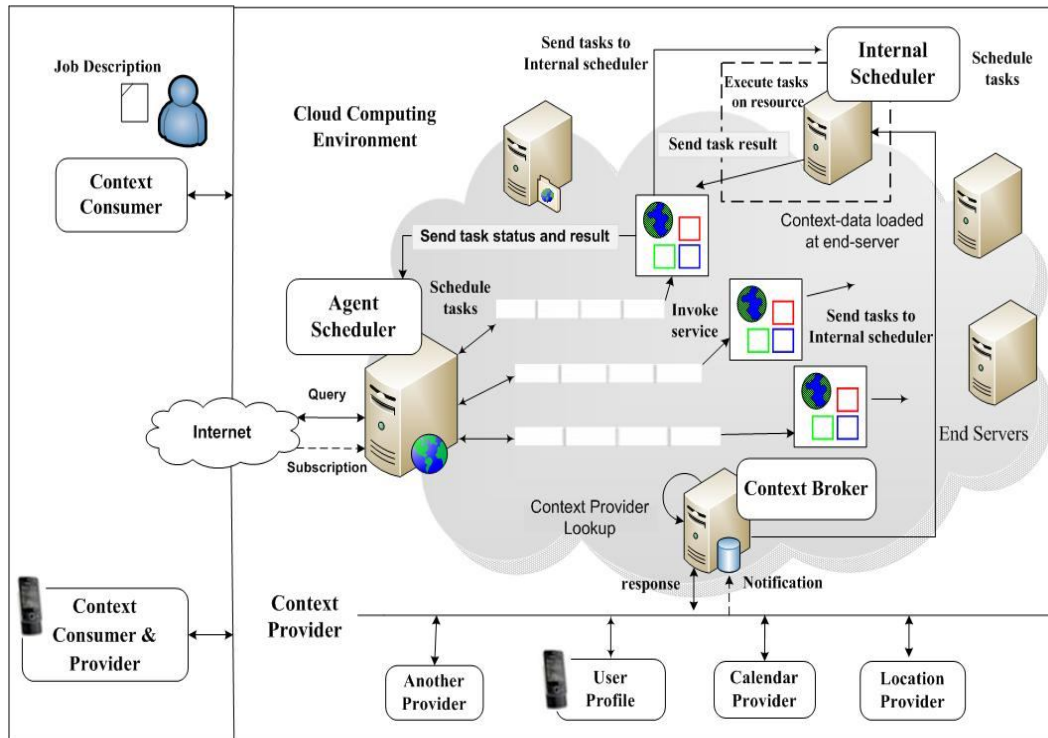 Job Description
Context
Consumer
Context
Consumer &
Provider
Cloud Computing
Environment
Send tasks to
Internal scheduler
Internal
Scheduler
Schedule
tasks
Execute tasks
on resource
Send task result
Context-data loaded
at end-server
Send task status and result
Agent
Scheduler
Schedule
tasks
Invoke
service
Send tasks to
Internal scheduler
Query
Internet
Subscription
End Servers
Context Broker
Context Provider
Lookup
response
Notification
Context
Provider
Another
Provider
User
Profile
Calendar
Provider
Location
Provider